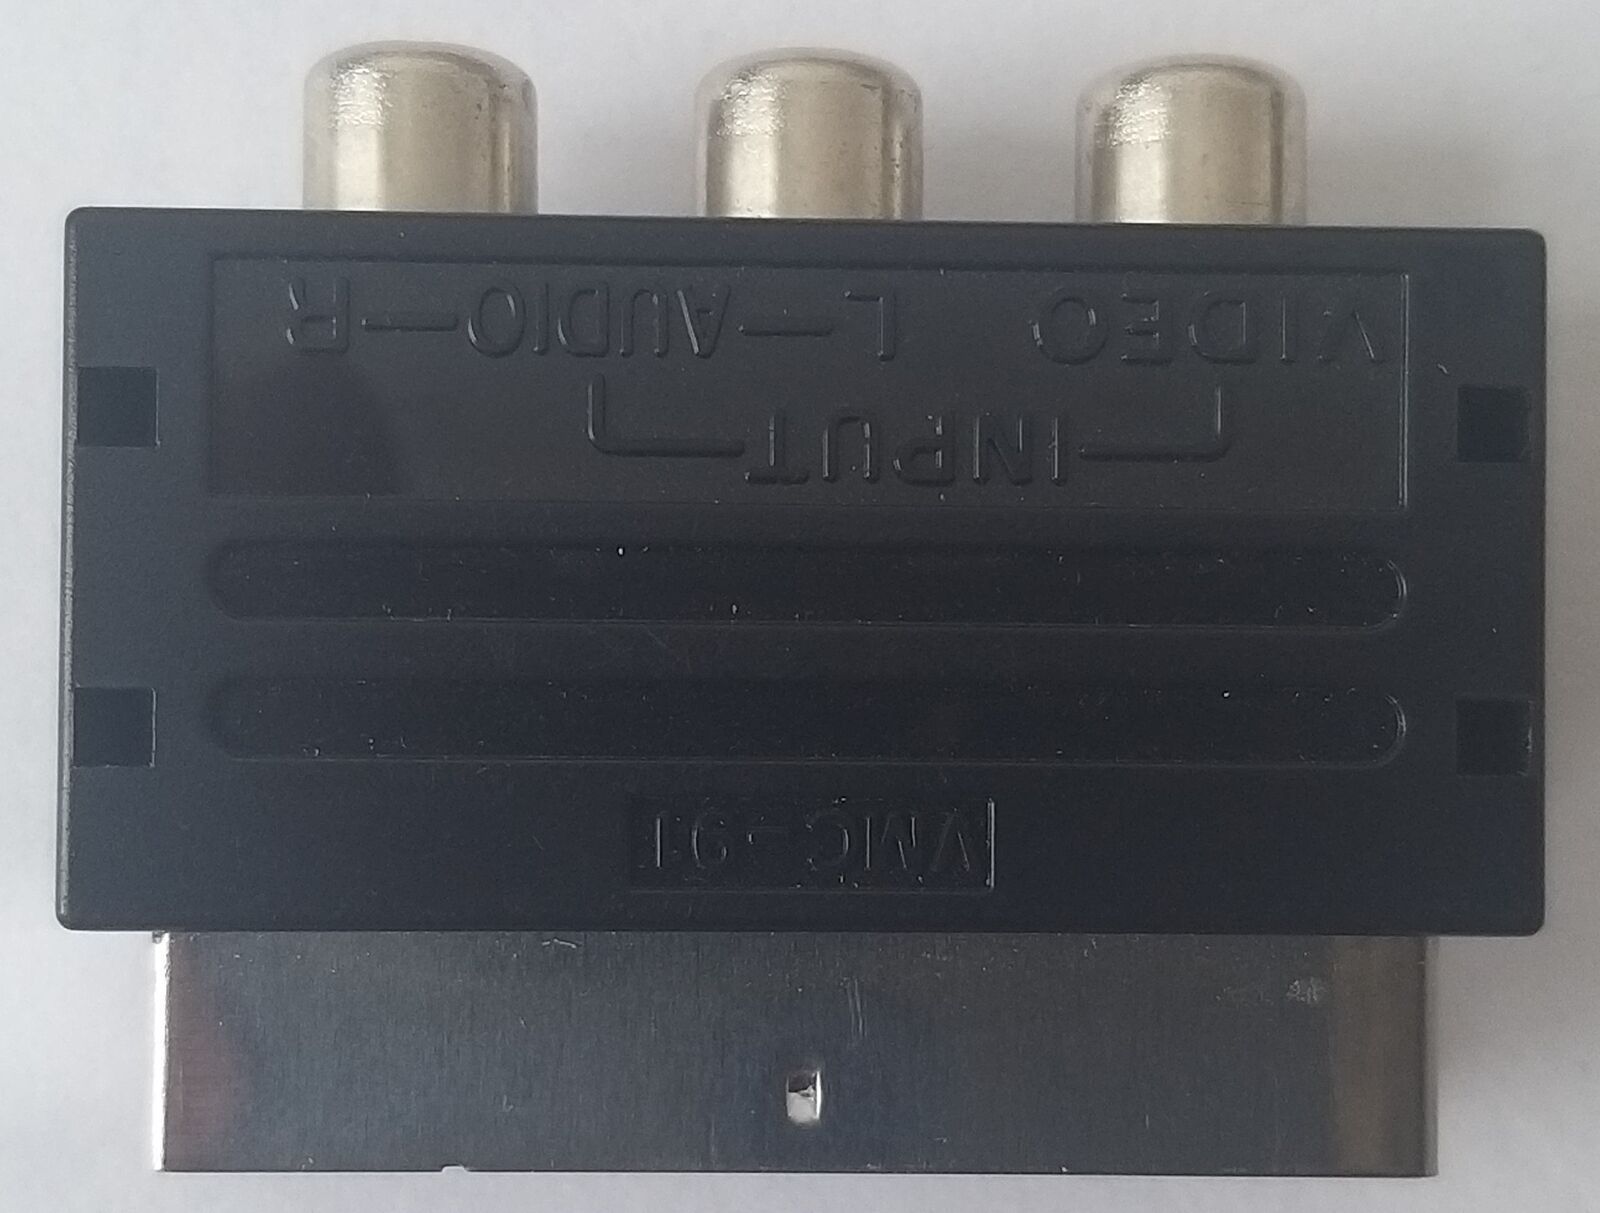 VMC-91
INPUT
VIDEO L—AUDIO—R